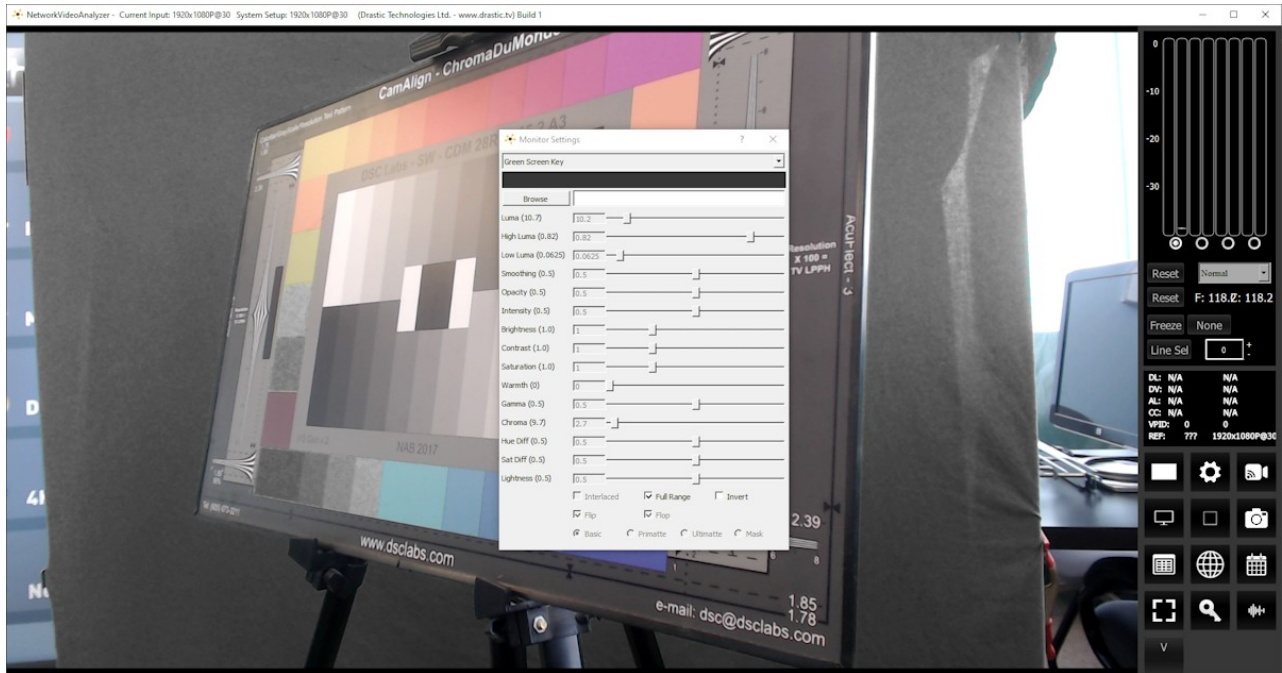 NetworkVideoAnalyzer - Current Input: 1920x1080P@30 System Setup: 1920x1080P@30 (Drastic Technologies Ltd. - www.drastic.tv) Build 1
CamAlign - ChromaDuMond
DSC Labs - SW - CDM 28R
A3
Resolution
X 100 =
TV LPPH
NAB 2017
www.dsclabs.com
e-mail: dsc@dsclabs.com
2.39
1.85
1.78
Monitor Settings
Green Screen Key
Browse
Luma (10.7) 10.2
High Luma (0.82) 0.82
Low Luma (0.0625) 0.0625
Smoothing (0.5) 0.5
Opacity (0.5) 0.5
Intensity (0.5) 0.5
Brightness (1.0) 1
Contrast (1.0) 1
Saturation (1.0) 1
Warmth (0) 0
Gamma (0.5) 0.5
Chroma (9.7) 2.7
Hue Diff (0.5) 0.5
Sat Diff (0.5) 0.5
Lightness (0.5) 0.5
Interlaced Full Range Invert
Flip Flop
Basic Primatte Ultimatte Mask
0
-10
-20
-30
Reset Normal
Reset F: 118.2 : 118.2
Freeze None
Line Sel 0 + -
DL: N/A N/A
DV: N/A N/A
AL: N/A N/A
CC: N/A N/A
VPID: 0 0
REF: ??? 1920x1080P@30
V